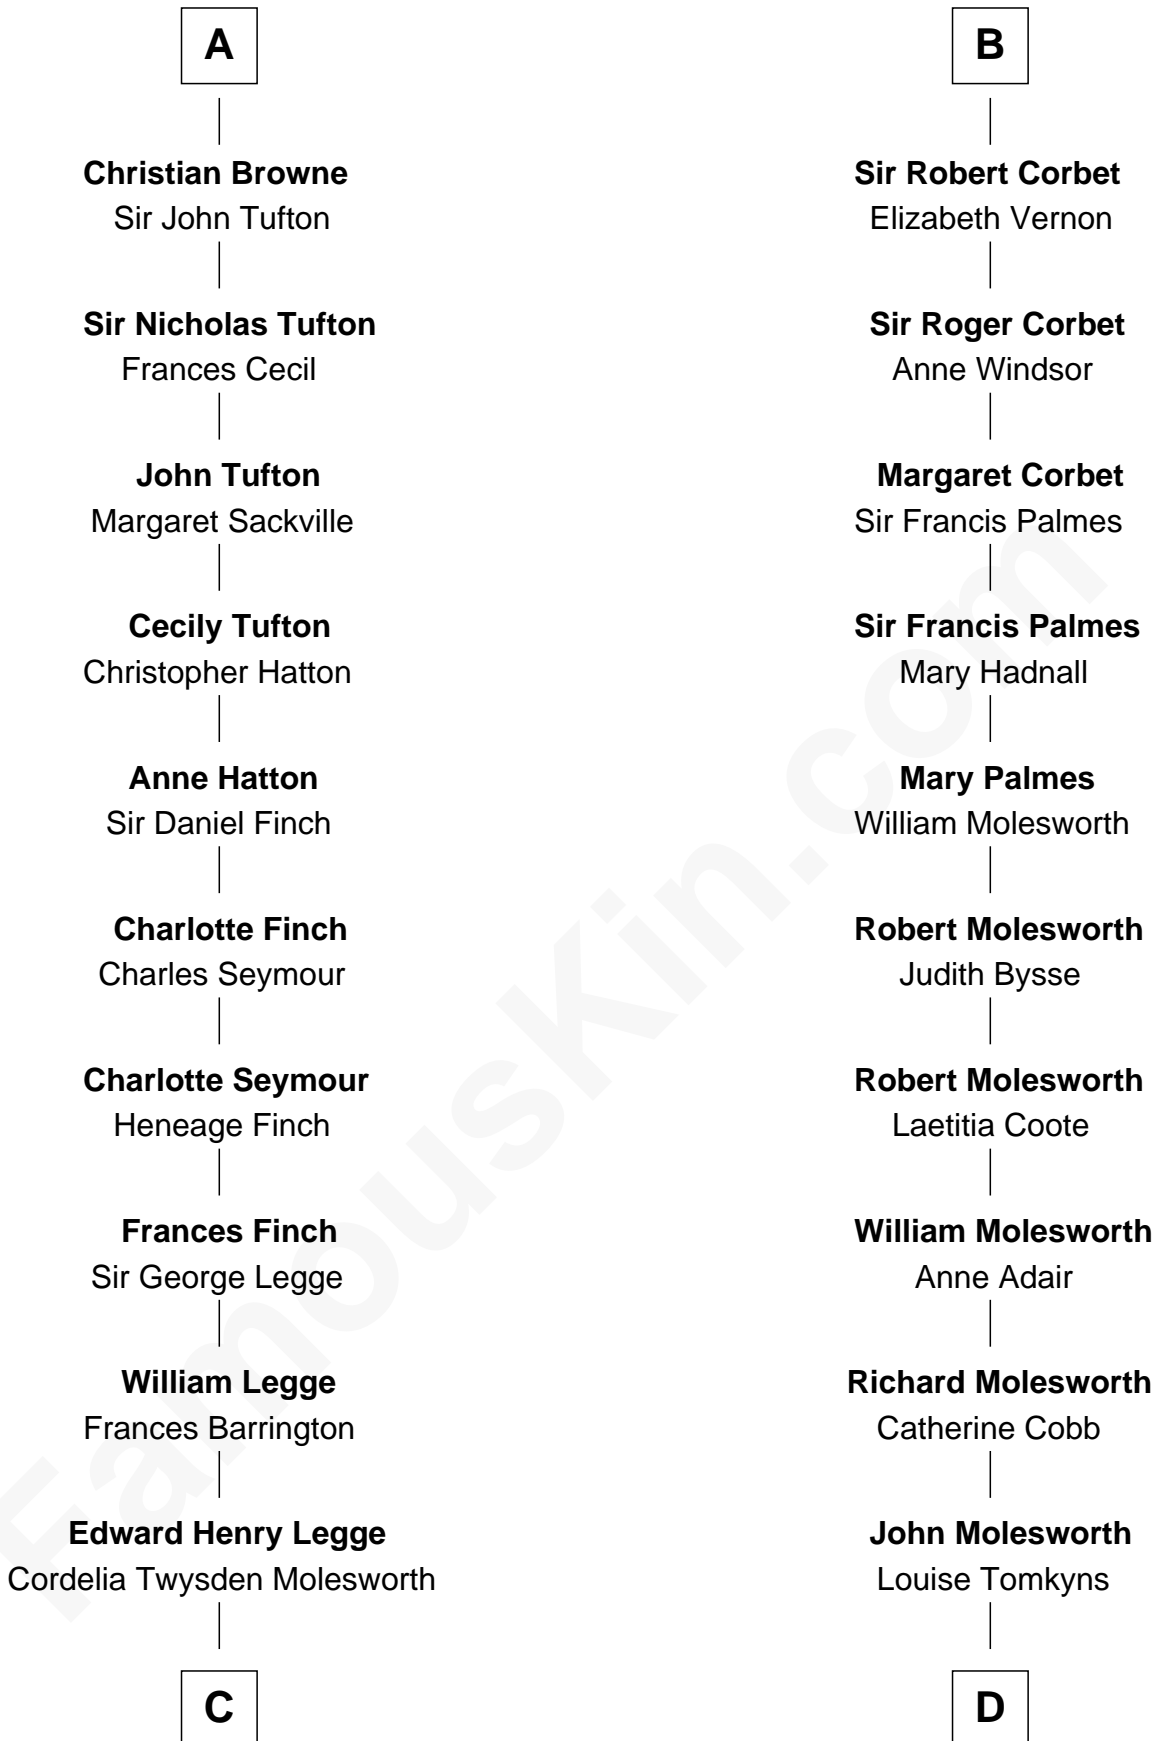 A
Christian Browne
Sir John Tufton
Sir Nicholas Tufton
Frances Cecil
John Tufton
Margaret Sackville
Cecily Tufton
Christopher Hatton
Anne Hatton
Sir Daniel Finch
Charlotte Finch
Charles Seymour
Charlotte Seymour
Heneage Finch
Frances Finch
Sir George Legge
William Legge
Frances Barrington
Edward Henry Legge
Cordelia Twysden Molesworth
C
B
Sir Robert Corbet
Elizabeth Vernon
Sir Roger Corbet
Anne Windsor
Margaret Corbet
Sir Francis Palmes
Sir Francis Palmes
Mary Hadnall
Mary Palmes
William Molesworth
Robert Molesworth
Judith Bysse
Robert Molesworth
Laetitia Coote
William Molesworth
Anne Adair
Richard Molesworth
Catherine Cobb
John Molesworth
Louise Tomkyns
D
FamousKin.com